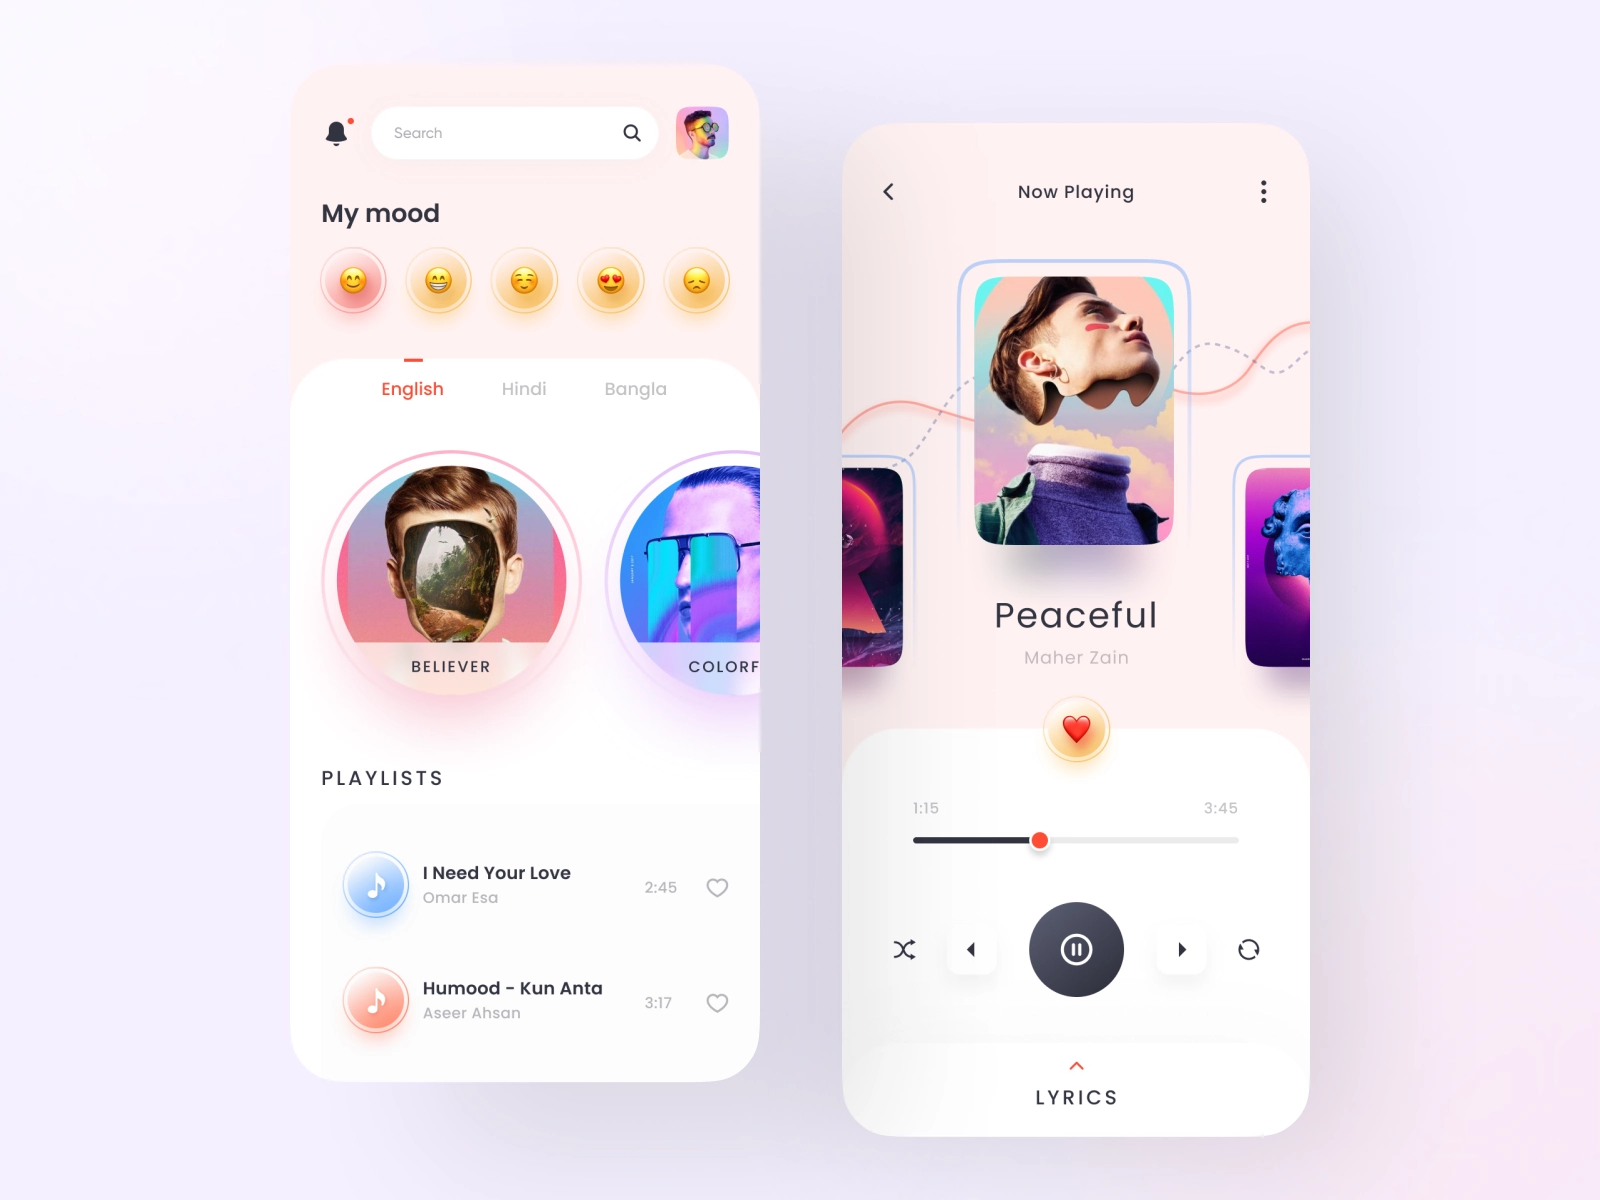 Search
My mood
English Hindi Bangla
BELIEVER
COLORF
PLAYLISTS
I Need Your Love
Omar Esa
2:45
Humood - Kun Anta
Aseer Ahsan
3:17
Now Playing
Peaceful
Maher Zain
1:15 3:45
LYRICS